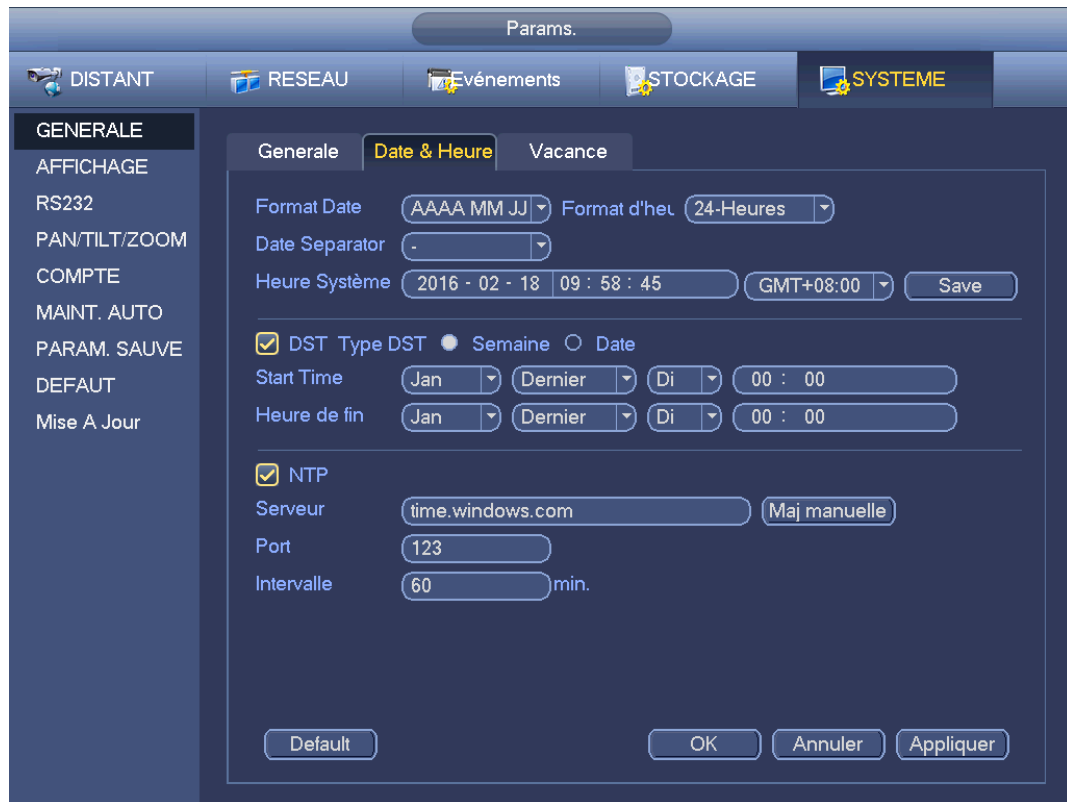 Params.
DISTANT RESEAU Evénements STOCKAGE SYSTEME
GENERALE
AFFICHAGE
RS232
PAN/TILT/ZOOM
COMPTE
MAINT. AUTO
PARAM. SAUVE
DEFAUT
Mise A Jour
Generale Date & Heure Vacance
Format Date AAAA MM JJ Format d'heu 24-Heures
Date Separator -
Heure Système 2016 - 02 - 18 09 : 58 : 45 GMT+08:00 Save
DST Type DST Semaine Date
Start Time Jan Dernier Di 00 : 00
Heure de fin Jan Dernier Di 00 : 00
NTP
Serveur time.windows.com Maj manuelle
Port 123
Intervalle 60 min.
Default OK Annuler Appliquer